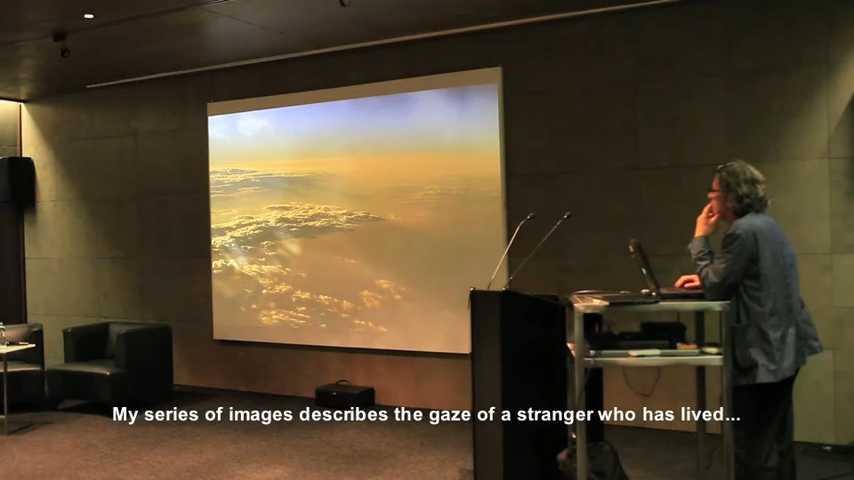 My series of images describes the gaze of a stranger who has lived...